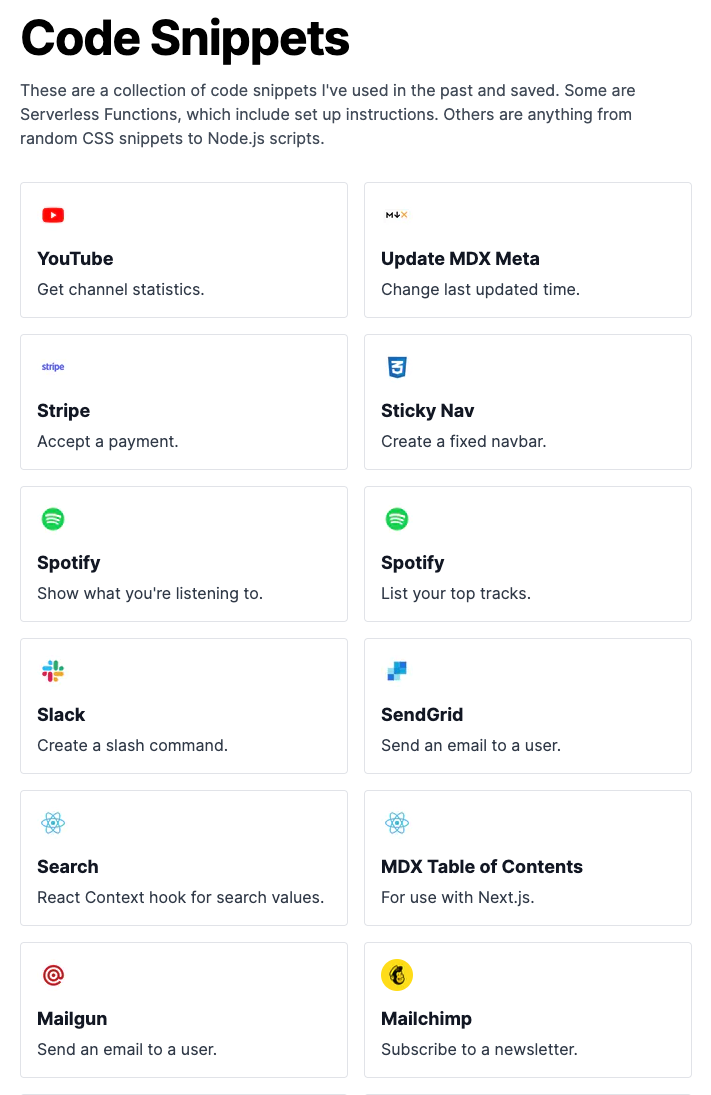 Code Snippets
These are a collection of code snippets I've used in the past and saved. Some are
Serverless Functions, which include set up instructions. Others are anything from
random CSS snippets to Node.js scripts.
YouTube
Get channel statistics.
M↓X
Update MDX Meta
Change last updated time.
stripe
Stripe
Accept a payment.
Sticky Nav
Create a fixed navbar.
Spotify
Show what you're listening to.
Spotify
List your top tracks.
Slack
Create a slash command.
SendGrid
Send an email to a user.
Search
React Context hook for search values.
MDX Table of Contents
For use with Next.js.
Mailgun
Send an email to a user.
Mailchimp
Subscribe to a newsletter.